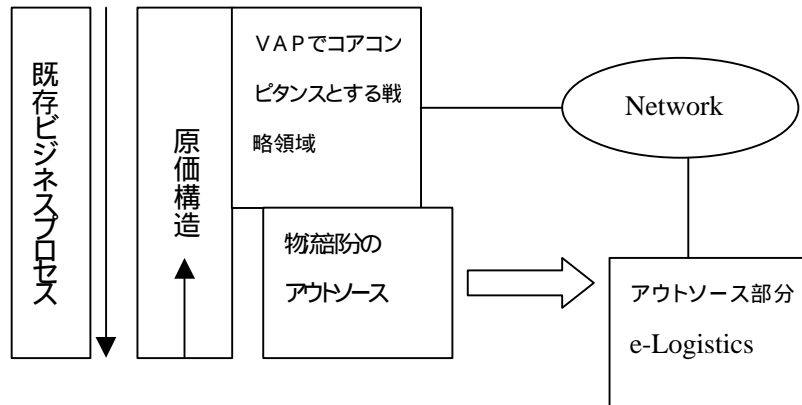 既存ビジネスプロセス
原価構造
ＶＡＰでコアコン
ピタンスとする戦
略領域
物流部分の
アウトソース
Network
アウトソース部分
e-Logistics